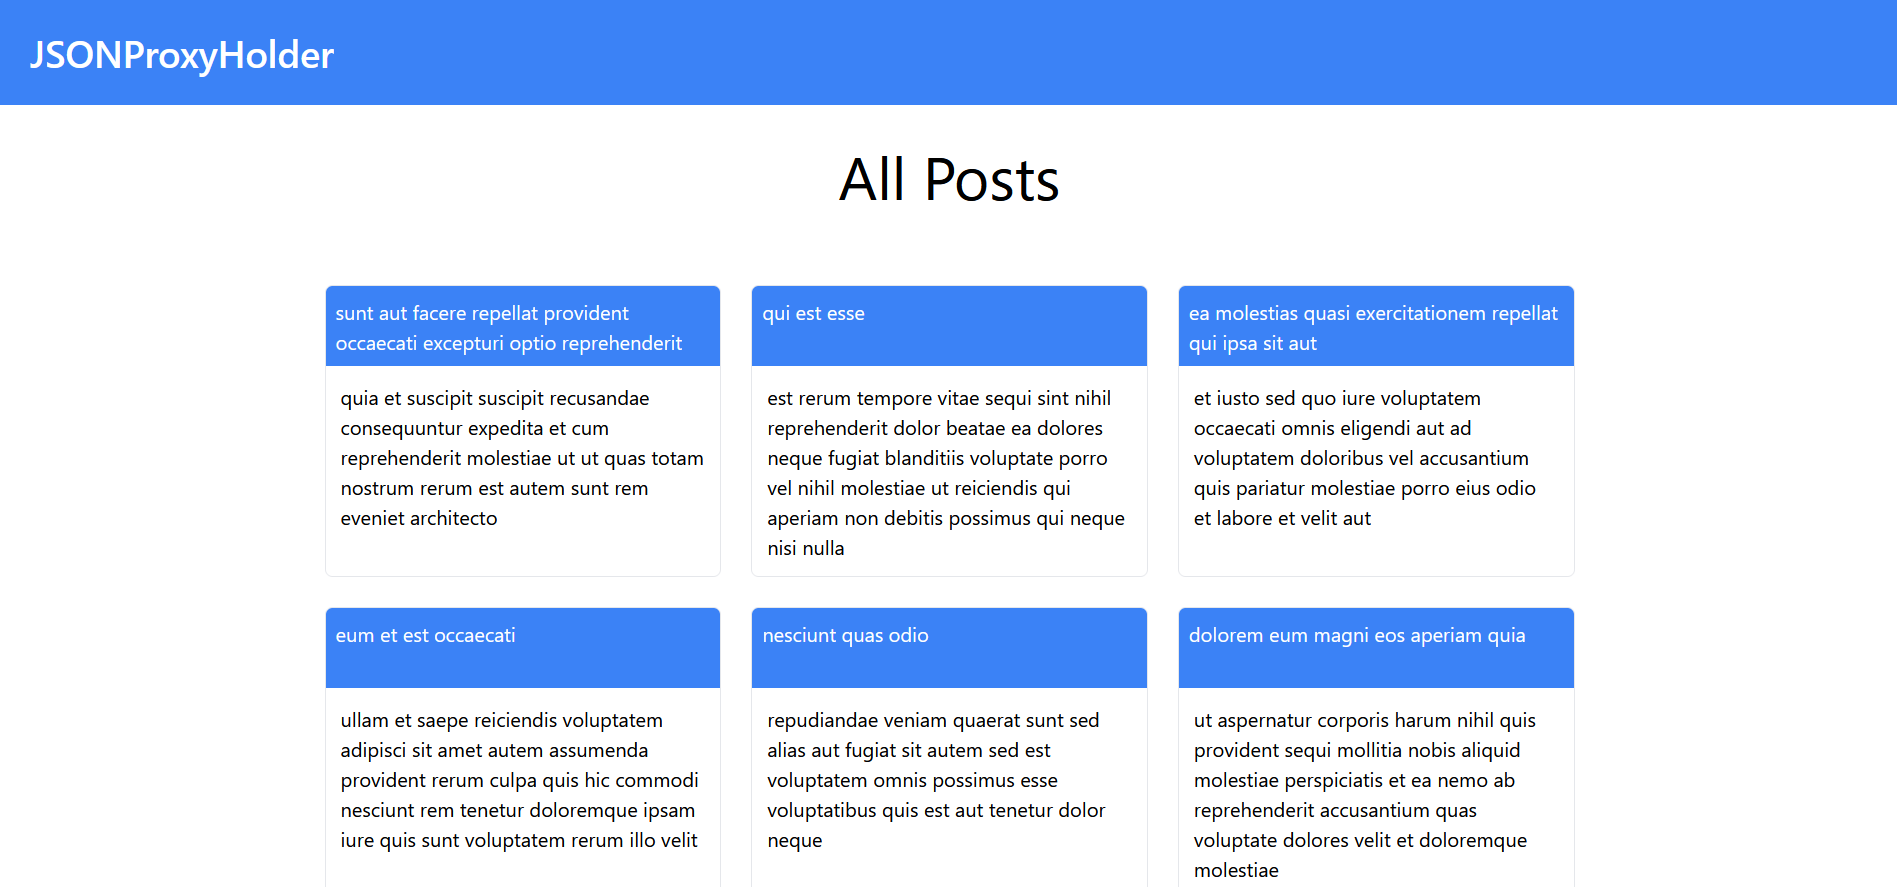 JSONProxyHolder
All Posts
sunt aut facere repellat provident
occaecati excepturi optio reprehenderit
quia et suscipit suscipit recusandae
consequuntur expedita et cum
reprehenderit molestiae ut ut quas totam
nostrum rerum est autem sunt rem
eveniet architecto
qui est esse
est rerum tempore vitae sequi sint nihil
reprehenderit dolor beatae ea dolores
neque fugiat blanditiis voluptate porro
vel nihil molestiae ut reiciendis qui
aperiam non debitis possimus qui neque
nisi nulla
ea molestias quasi exercitationem repellat
qui ipsa sit aut
et iusto sed quo iure voluptatem
occaecati omnis eligendi aut ad
voluptatem doloribus vel accusantium
quis pariatur molestiae porro eius odio
et labore et velit aut
eum et est occaecati
ullam et saepe reiciendis voluptatem
adipisci sit amet autem assumenda
provident rerum culpa quis hic commodi
nesciunt rem tenetur doloremque ipsam
iure quis sunt voluptatem rerum illo velit
nesciunt quas odio
repudiandae veniam quaerat sunt sed
alias aut fugiat sit autem sed est
voluptatem omnis possimus esse
voluptatibus quis est aut tenetur dolor
neque
dolorem eum magni eos aperiam quia
ut aspernatur corporis harum nihil quis
provident sequi mollitia nobis aliquid
molestiae perspiciatis et ea nemo ab
reprehenderit accusantium quas
voluptate dolores velit et doloremque
molestiae